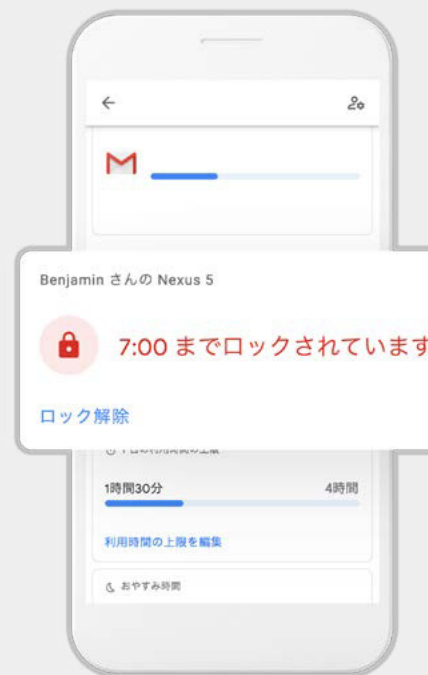 Benjamin さんの Nexus 5
7:00 までロックされています
ロック解除
1時間30分
4時間
利用時間の上限を編集
おやすみ時間